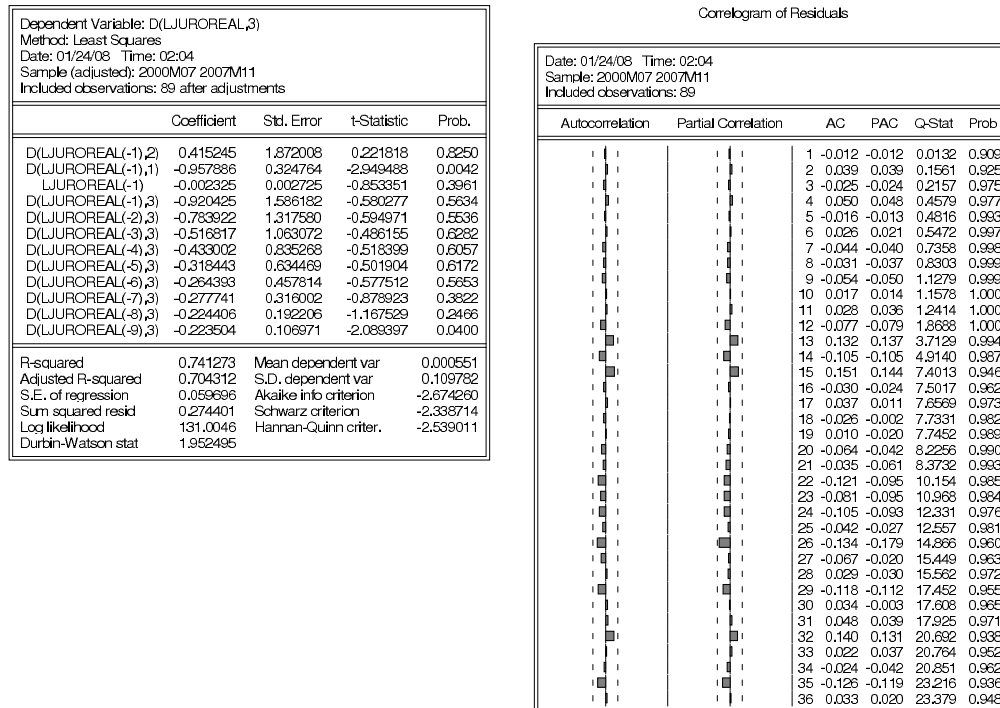 Dependent Variable: D(LJUROREAL,3)
Method: Least Squares
Date: 01/24/08 Time: 02:04
Sample (adjusted): 2000M07 2007M11
Included observations: 89 after adjustments
Coefficient Std. Error t-Statistic Prob.
D(LJUROREAL(-1),2) 0.415245 1.872008 0.221818 0.8250
D(LJUROREAL(-1),1) -0.957886 0.324764 -2.949488 0.0042
LJUROREAL(-1) -0.002325 0.002725 -0.853351 0.3961
D(LJUROREAL(-1),3) -0.920425 1.586182 -0.580277 0.5634
D(LJUROREAL(-2),3) -0.783922 1.317580 -0.594971 0.5536
D(LJUROREAL(-3),3) -0.516817 1.063072 -0.486155 0.6282
D(LJUROREAL(-4),3) -0.433002 0.835268 -0.518399 0.6057
D(LJUROREAL(-5),3) -0.318443 0.634469 -0.501904 0.6172
D(LJUROREAL(-6),3) -0.264393 0.457814 -0.577512 0.5653
D(LJUROREAL(-7),3) -0.277741 0.316002 -0.878923 0.3822
D(LJUROREAL(-8),3) -0.224406 0.192206 -1.167529 0.2466
D(LJUROREAL(-9),3) -0.223504 0.106971 -2.089397 0.0400
R-squared 0.741273 Mean dependent var 0.000551
Adjusted R-squared 0.704312 S.D. dependent var 0.109782
S.E. of regression 0.059696 Akaike info criterion -2.674260
Sum squared resid 0.274401 Schwarz criterion -2.338714
Log likelihood 131.0046 Hannan-Quinn criter. -2.539011
Durbin-Watson stat 1.952495
Correlogram of Residuals
Date: 01/24/08 Time: 02:04
Sample: 2000M07 2007M11
Included observations: 89
Autocorrelation Partial Correlation AC PAC Q-Stat Prob
1 -0.012 -0.012 0.0132 0.909
2 0.039 0.039 0.1561 0.925
3 -0.025 -0.024 0.2157 0.975
4 0.050 0.048 0.4579 0.977
5 -0.016 -0.013 0.4816 0.993
6 0.026 0.021 0.5472 0.997
7 -0.044 -0.040 0.7358 0.998
8 -0.031 -0.037 0.8303 0.999
9 -0.054 -0.050 1.1279 0.999
10 0.017 0.014 1.1578 1.000
11 0.028 0.036 1.2414 1.000
12 -0.077 -0.079 1.8688 1.000
13 0.132 0.137 3.7129 0.994
14 -0.105 -0.105 4.9140 0.987
15 0.151 0.144 7.4013 0.946
16 -0.030 -0.024 7.5017 0.962
17 0.037 0.011 7.6569 0.973
18 -0.026 -0.002 7.7331 0.982
19 0.010 -0.020 7.7452 0.989
20 -0.064 -0.042 8.2256 0.990
21 -0.035 -0.061 8.3732 0.993
22 -0.121 -0.095 10.154 0.985
23 -0.081 -0.095 10.968 0.984
24 -0.105 -0.093 12.331 0.976
25 -0.042 -0.027 12.557 0.981
26 -0.134 -0.179 14.866 0.960
27 -0.067 -0.020 15.449 0.963
28 0.029 -0.030 15.562 0.972
29 -0.118 -0.112 17.452 0.955
30 0.034 -0.003 17.608 0.965
31 0.048 0.039 17.925 0.971
32 0.140 0.131 20.692 0.938
33 0.022 0.037 20.764 0.952
34 -0.024 -0.042 20.851 0.962
35 -0.126 -0.119 23.216 0.936
36 0.033 0.020 23.379 0.948